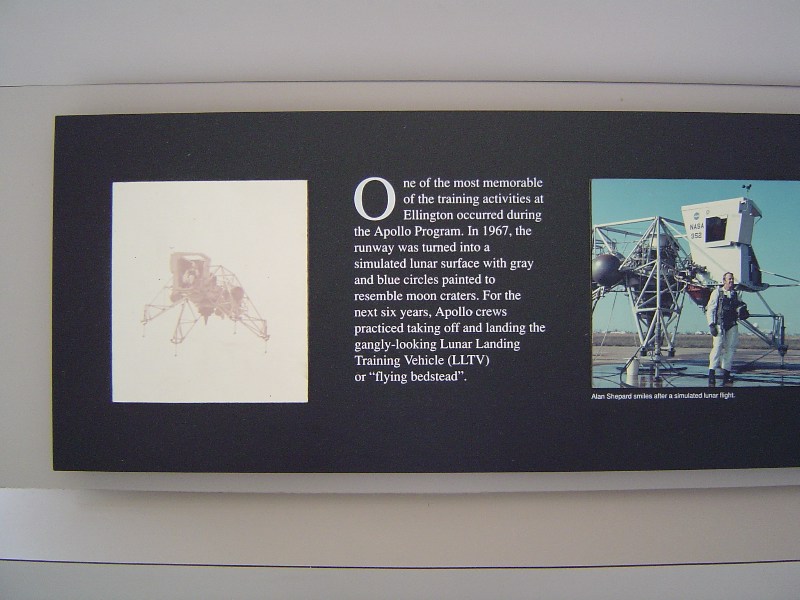 One of the most memorable
of the training activities at
Ellington occurred during
the Apollo Program. In 1967, the
runway was turned into a
simulated lunar surface with gray
and blue circles painted to
resemble moon craters. For the
next six years, Apollo crews
practiced taking off and landing the
gangly-looking Lunar Landing
Training Vehicle (LLTV)
or “flying bedstead”.
NASA
952
Alan Shepard smiles after a simulated lunar flight.